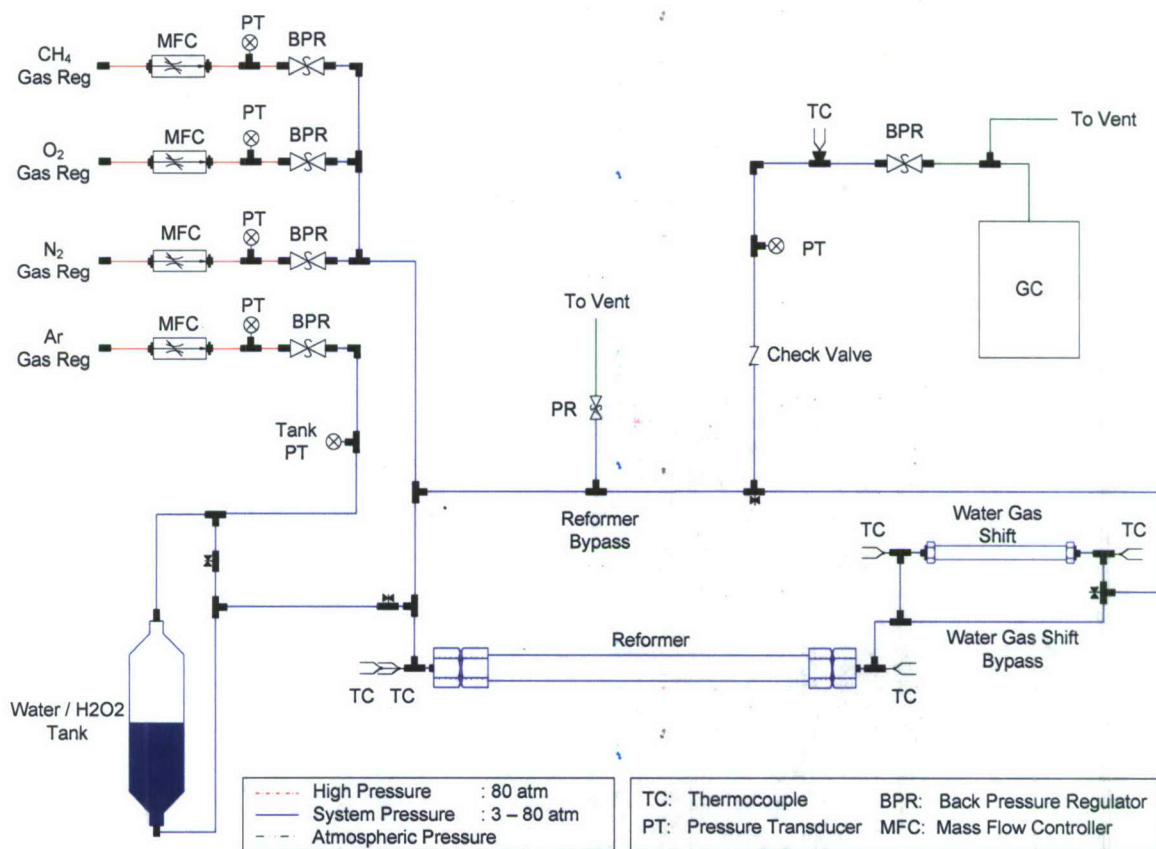 CH4
Gas Reg
MFC
PT
BPR
O2
Gas Reg
MFC
PT
BPR
N2
Gas Reg
MFC
PT
BPR
Ar
Gas Reg
MFC
PT
BPR
Tank
PT
TC
BPR
To Vent
PT
GC
To Vent
Check Valve
PR
Reformer
Bypass
Water Gas
Shift
TC
TC
Water Gas Shift
Bypass
Reformer
TC
TC
TC
Water / H2O2
Tank
High Pressure : 80 atm
System Pressure : 3 – 80 atm
Atmospheric Pressure
TC: Thermocouple
BPR: Back Pressure Regulator
PT: Pressure Transducer
MFC: Mass Flow Controller